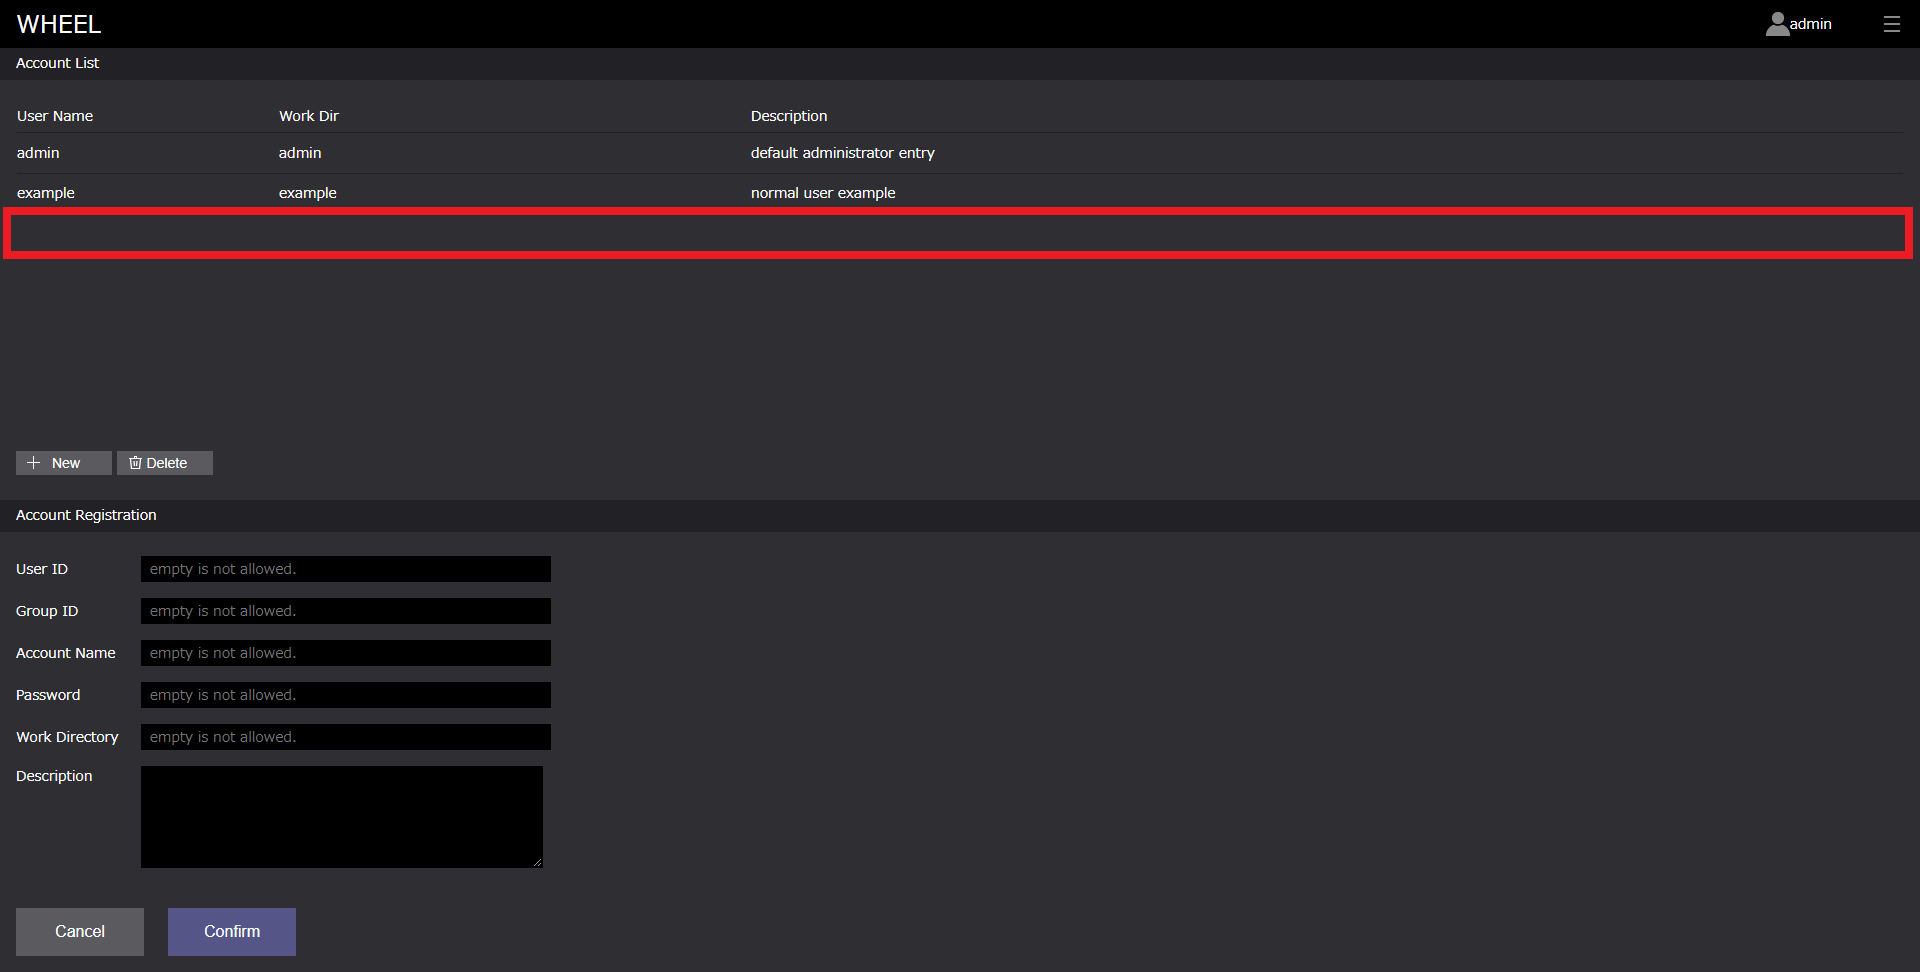 WHEEL admin
Account List
User Name Work Dir Description
admin admin default administrator entry
example example normal user example
New Delete
Account Registration
User ID empty is not allowed.
Group ID empty is not allowed.
Account Name empty is not allowed.
Password empty is not allowed.
Work Directory empty is not allowed.
Description
Cancel Confirm